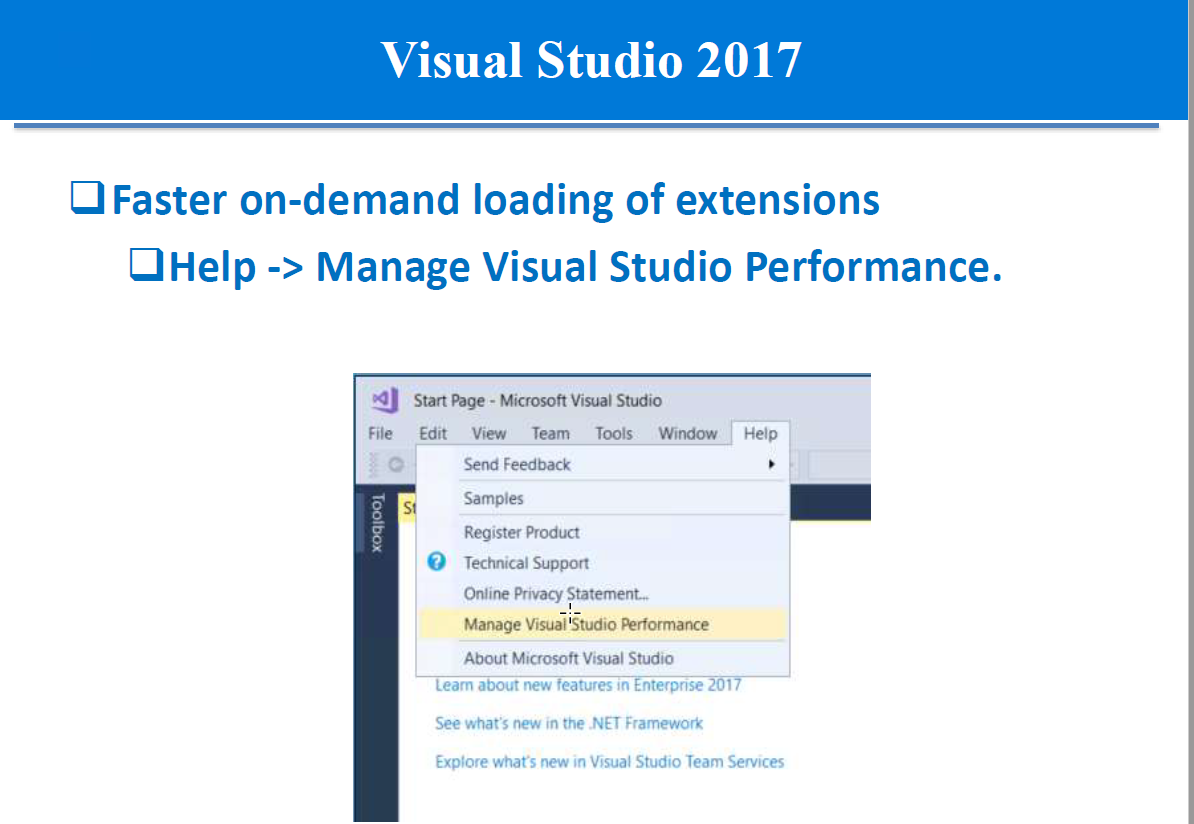 Visual Studio 2017
Faster on-demand loading of extensions
Help -> Manage Visual Studio Performance.
Start Page - Microsoft Visual Studio
File Edit View Team Tools Window Help
Send Feedback
Samples
Toolbox
St
Register Product
Technical Support
Online Privacy Statement...
Manage Visual Studio Performance
About Microsoft Visual Studio
Learn about new features in Enterprise 2017
See what's new in the .NET Framework
Explore what's new in Visual Studio Team Services